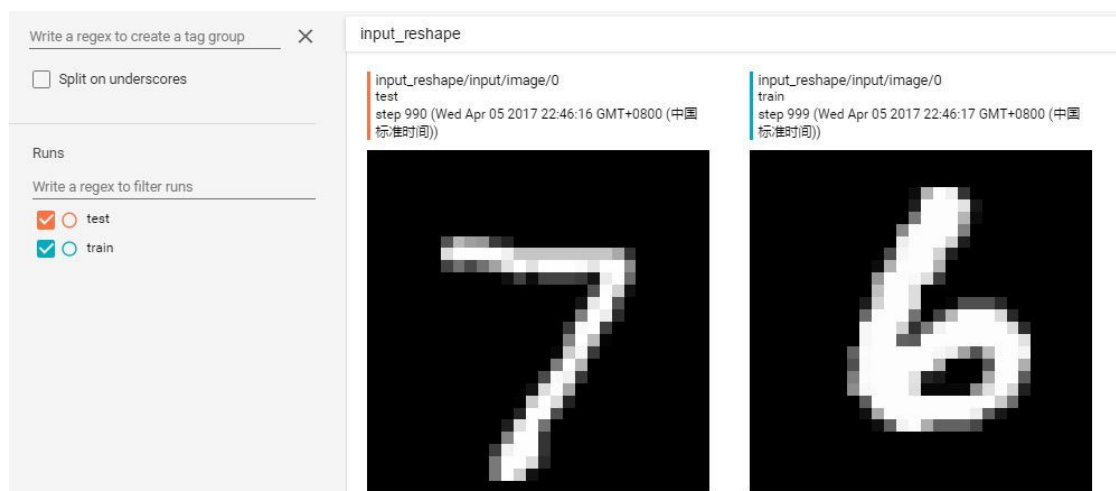 Write a regex to create a tag group
Split on underscores
Runs
Write a regex to filter runs
test
train
input_reshape
input_reshape/input/image/0
test
step 990 (Wed Apr 05 2017 22:46:16 GMT+0800 (中国
标准时间))
7
input_reshape/input/image/0
train
step 999 (Wed Apr 05 2017 22:46:17 GMT+0800 (中国
标准时间))
6